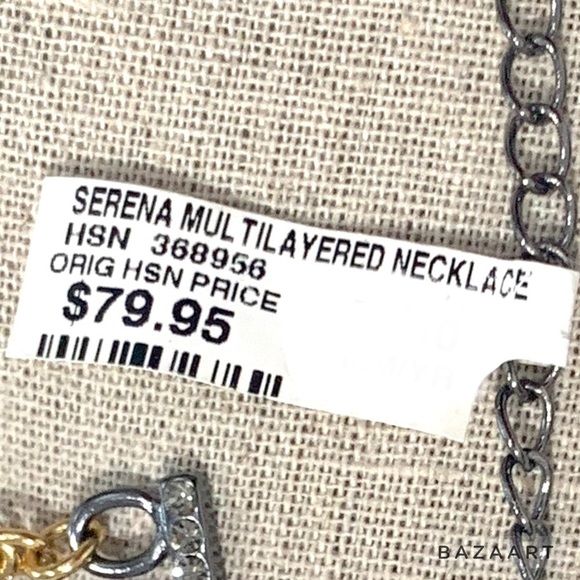 SERENA MULTILAYERED NECKLACE
HSN 368956
ORIG HSN PRICE
$79.95
BAZAART